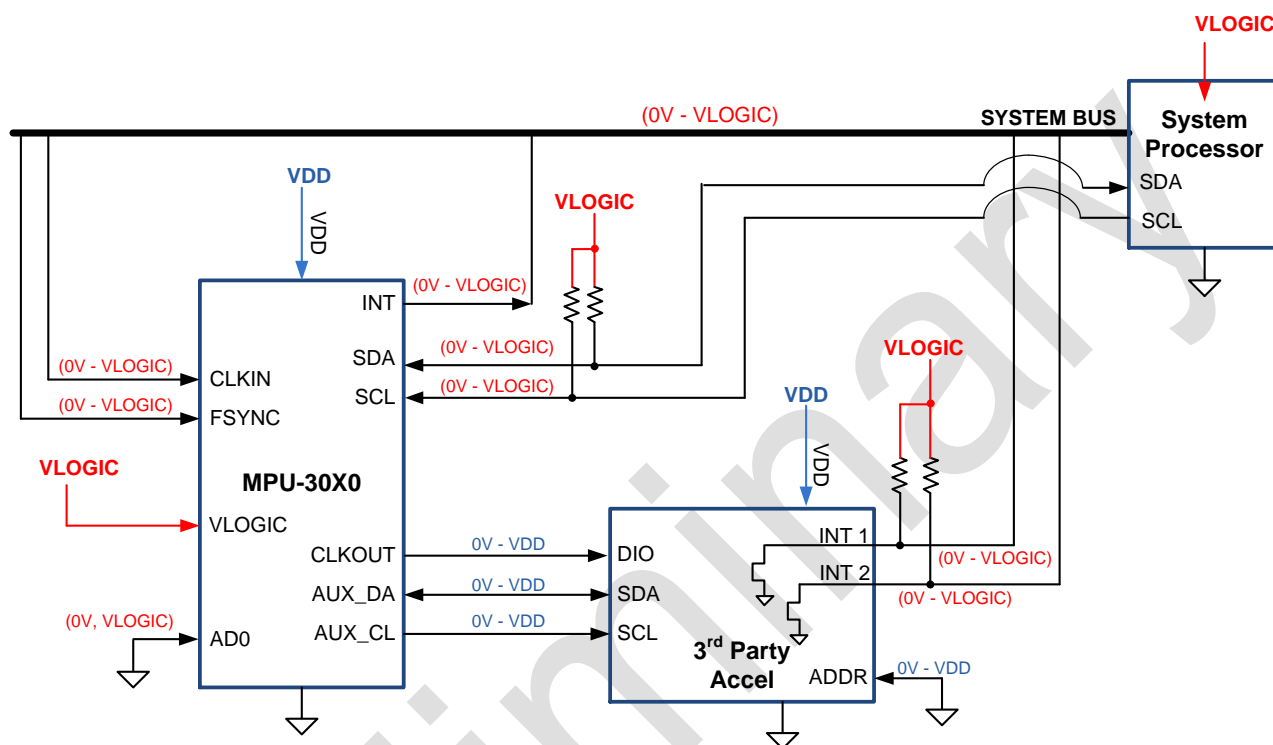 VLOGIC
(0V - VLOGIC)
SYSTEM BUS
System
Processor
SDA
SCL
VDD
VDD
VLOGIC
INT
(0V - VLOGIC)
SDA
(0V - VLOGIC)
SCL
(0V - VLOGIC)
(0V - VLOGIC)
CLKIN
(0V - VLOGIC)
FSYNC
VLOGIC
VLOGIC
MPU-30X0
VLOGIC
VDD
VDD
CLKOUT
0V - VDD
DIO
AUX_DA
0V - VDD
SDA
AUX_CL
0V - VDD
SCL
INT 1
(0V - VLOGIC)
INT 2
(0V - VLOGIC)
(0V, VLOGIC)
AD0
3rd Party
Accel
ADDR
0V - VDD